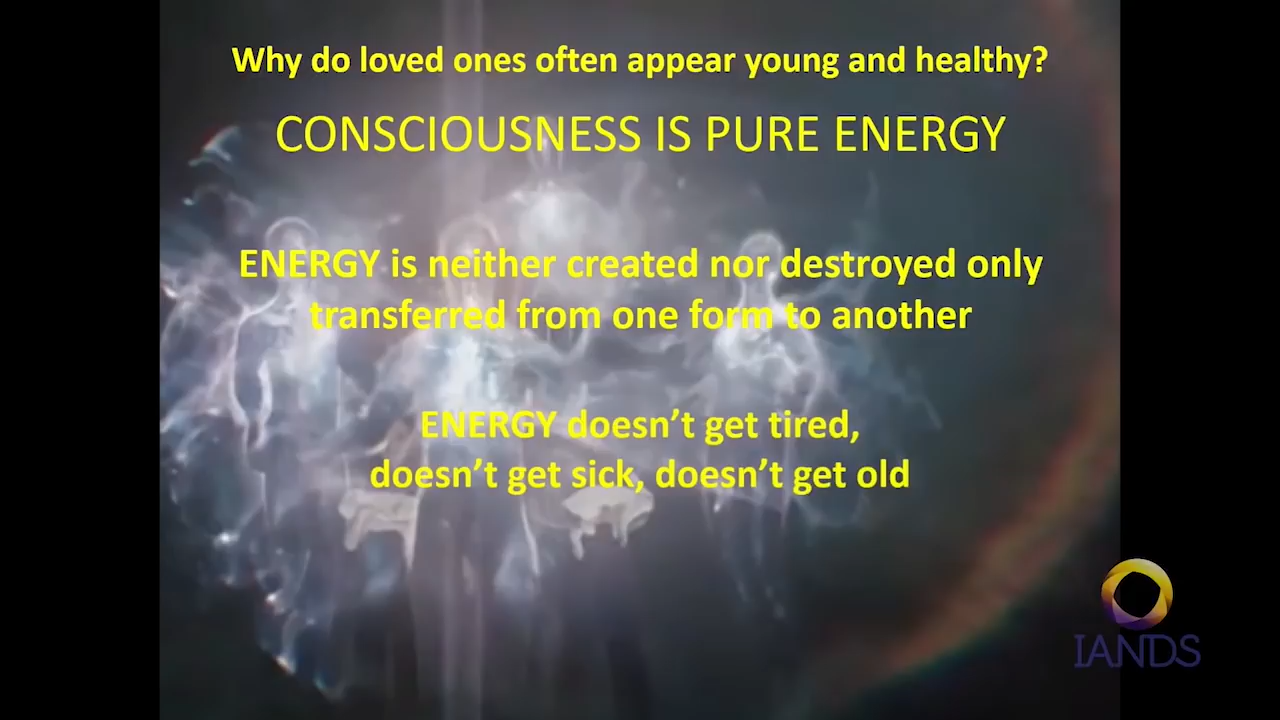 Why do loved ones often appear young and healthy?
CONSCIOUSNESS IS PURE ENERGY
ENERGY is neither created nor destroyed only
transferred from one form to another
ENERGY doesn’t get tired,
doesn’t get sick, doesn’t get old
IANDS